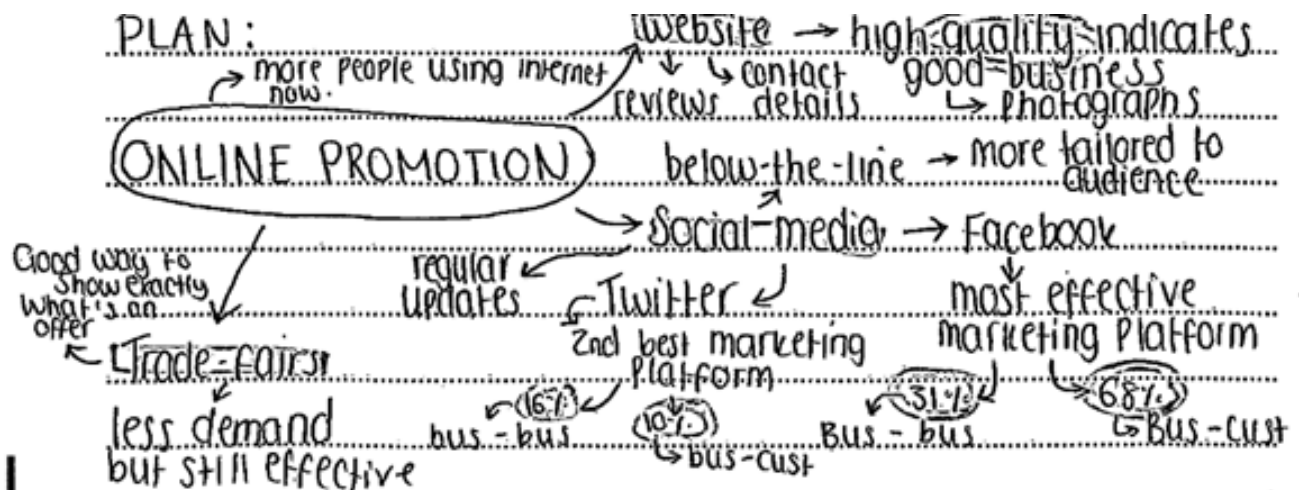 PLAN:
Website → high-quality indicates
good business
↳ photographs
more people using internet
now.
reviews
contact
details
ONLINE PROMOTION
below-the-line → more tailored to
audience
Social-media → Facebook
Good way to
show exactly
what's on
offer
regular
updates
Twitter
most effective
marketing platform
2nd best marketing
platform
Trade-fairs
less demand
but still effective
16%
bus-bus
10%
bus-cust
31%
Bus-bus
68%
Bus-cust